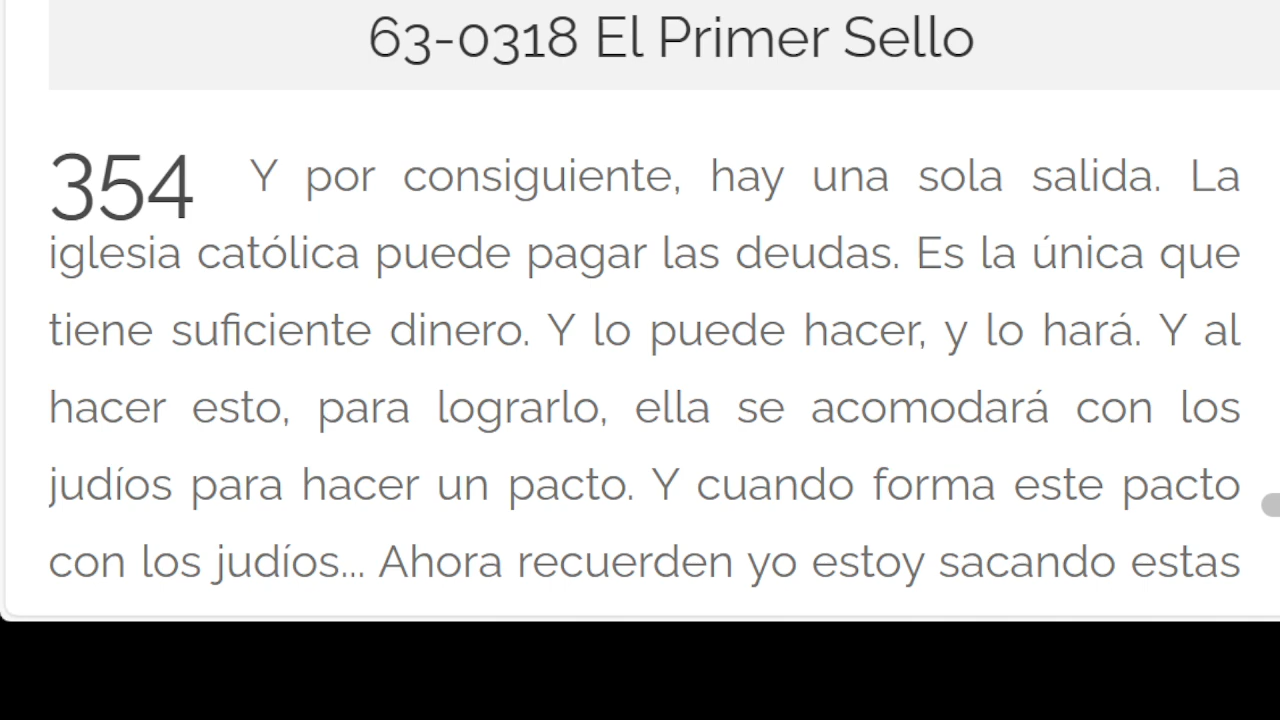 63-0318 El Primer Sello
354 Y por consiguiente, hay una sola salida. La
iglesia católica puede pagar las deudas. Es la única que
tiene suficiente dinero. Y lo puede hacer, y lo hará. Y al
hacer esto, para lograrlo, ella se acomodará con los
judíos para hacer un pacto. Y cuando forma este pacto
con los judíos... Ahora recuerden yo estoy sacando estas